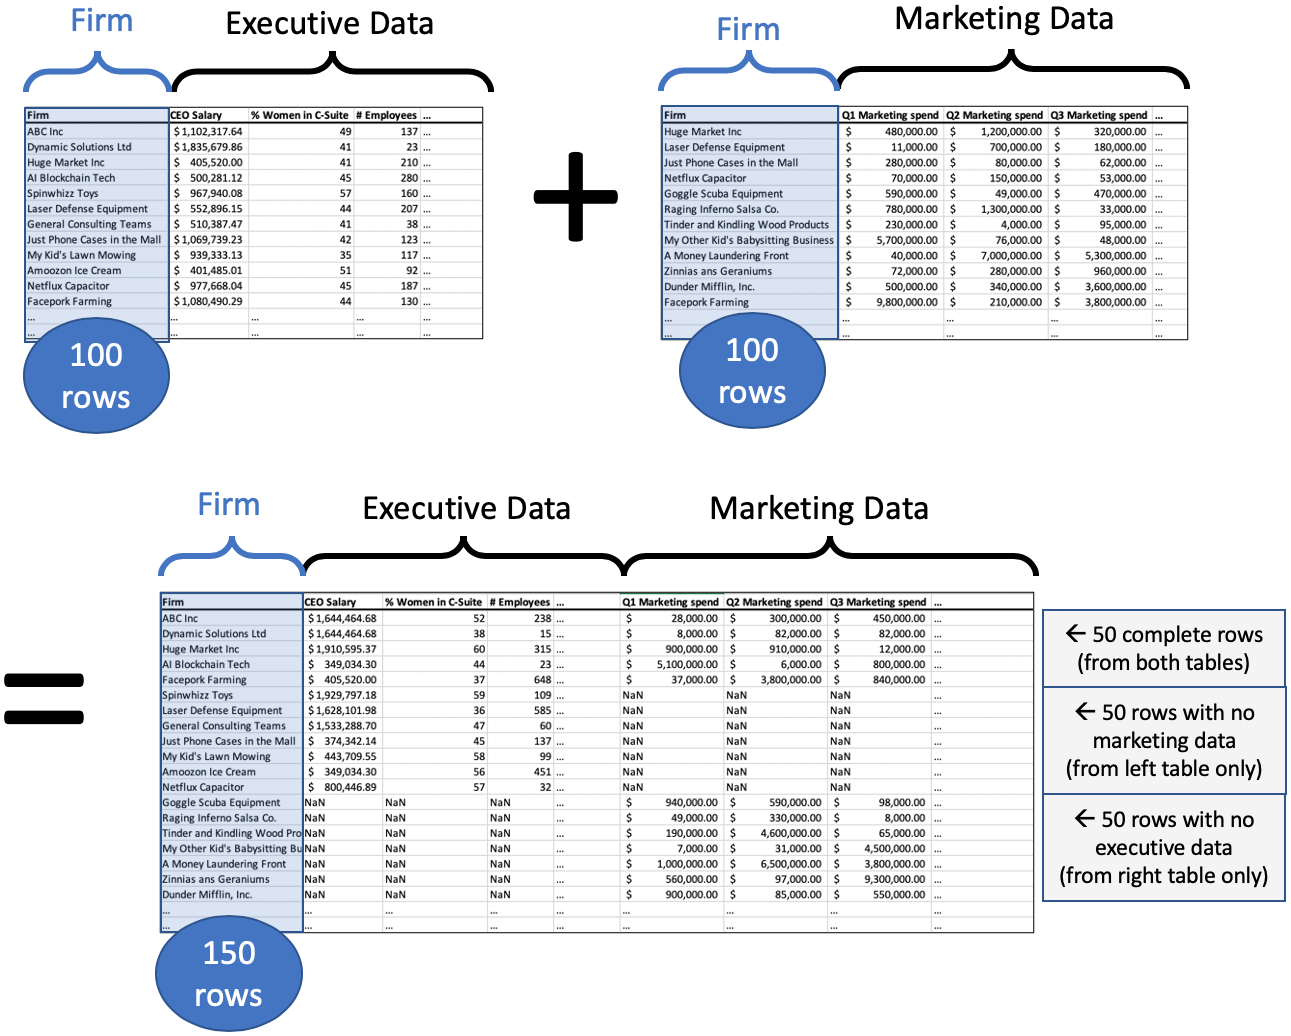 Firm Executive Data
Firm CEO Salary % Women in C-Suite # Employees ...
ABC Inc $ 1,102,317.64 49 137 ...
Dynamic Solutions Ltd $ 1,835,679.86 41 23 ...
Huge Market Inc $ 405,520.00 41 210 ...
AI Blockchain Tech $ 500,281.12 45 280 ...
Spinwhizz Toys $ 967,940.08 57 160 ...
Laser Defense Equipment $ 552,896.15 44 207 ...
General Consulting Teams $ 510,387.47 41 38 ...
Just Phone Cases in the Mall $ 1,069,739.23 42 123 ...
My Kid's Lawn Mowing $ 939,333.13 35 117 ...
Amoozon Ice Cream $ 401,485.01 51 92 ...
Netflux Capacitor $ 977,668.04 45 187 ...
Facepork Farming $ 1,080,490.29 44 130 ...
... ... ... ... ...
... ... ... ... ...
100
rows
+
Firm Marketing Data
Firm Q1 Marketing spend Q2 Marketing spend Q3 Marketing spend ...
Huge Market Inc $ 480,000.00 $ 1,200,000.00 $ 320,000.00 ...
Laser Defense Equipment $ 11,000.00 $ 700,000.00 $ 180,000.00 ...
Just Phone Cases in the Mall $ 280,000.00 $ 80,000.00 $ 62,000.00 ...
Netflux Capacitor $ 70,000.00 $ 150,000.00 $ 53,000.00 ...
Goggle Scuba Equipment $ 590,000.00 $ 49,000.00 $ 470,000.00 ...
Raging Inferno Salsa Co. $ 780,000.00 $ 1,300,000.00 $ 33,000.00 ...
Tinder and Kindling Wood Products $ 230,000.00 $ 4,000.00 $ 95,000.00 ...
My Other Kid's Babysitting Business $ 5,700,000.00 $ 76,000.00 $ 48,000.00 ...
A Money Laundering Front $ 40,000.00 $ 7,000,000.00 $ 5,300,000.00 ...
Zinnias ans Geraniums $ 72,000.00 $ 280,000.00 $ 960,000.00 ...
Dunder Mifflin, Inc. $ 500,000.00 $ 340,000.00 $ 3,600,000.00 ...
Facepork Farming $ 9,800,000.00 $ 210,000.00 $ 3,800,000.00 ...
... ... ... ... ...
... ... ... ... ...
100
rows
=
Firm Executive Data Marketing Data
Firm CEO Salary % Women in C-Suite # Employees ... Q1 Marketing spend Q2 Marketing spend Q3 Marketing spend ...
ABC Inc $ 1,644,464.68 52 238 ... $ 28,000.00 $ 300,000.00 $ 450,000.00 ...
Dynamic Solutions Ltd $ 1,644,464.68 38 15 ... $ 8,000.00 $ 82,000.00 $ 82,000.00 ...
Huge Market Inc $ 1,910,595.37 60 315 ... $ 900,000.00 $ 910,000.00 $ 12,000.00 ...
AI Blockchain Tech $ 349,034.30 44 23 ... $ 5,100,000.00 $ 6,000.00 $ 800,000.00 ...
Facepork Farming $ 405,520.00 37 648 ... $ 37,000.00 $ 3,800,000.00 $ 840,000.00 ...
Spinwhizz Toys $ 1,929,797.18 59 109 ... NaN NaN NaN ...
Laser Defense Equipment $ 1,628,101.98 36 585 ... NaN NaN NaN ...
General Consulting Teams $ 1,533,288.70 47 60 ... NaN NaN NaN ...
Just Phone Cases in the Mall $ 374,342.14 45 137 ... NaN NaN NaN ...
My Kid's Lawn Mowing $ 443,709.55 58 99 ... NaN NaN NaN ...
Amoozon Ice Cream $ 349,034.30 56 451 ... NaN NaN NaN ...
Netflux Capacitor $ 800,446.89 57 32 ... NaN NaN NaN ...
Goggle Scuba Equipment NaN NaN NaN ... $ 940,000.00 $ 590,000.00 $ 98,000.00 ...
Raging Inferno Salsa Co. NaN NaN NaN ... $ 49,000.00 $ 330,000.00 $ 8,000.00 ...
Tinder and Kindling Wood Pro NaN NaN NaN ... $ 190,000.00 $ 4,600,000.00 $ 65,000.00 ...
My Other Kid's Babysitting Bu NaN NaN NaN ... $ 7,000.00 $ 31,000.00 $ 4,500,000.00 ...
A Money Laundering Front NaN NaN NaN ... $ 1,000,000.00 $ 6,500,000.00 $ 3,800,000.00 ...
Zinnias ans Geraniums NaN NaN NaN ... $ 560,000.00 $ 97,000.00 $ 9,300,000.00 ...
Dunder Mifflin, Inc. NaN NaN NaN ... $ 900,000.00 $ 85,000.00 $ 550,000.00 ...
... ... ... ... ... ... ... ... ...
... ... ... ... ... ... ... ... ...
150
rows
← 50 complete rows
(from both tables)
← 50 rows with no
marketing data
(from left table only)
← 50 rows with no
executive data
(from right table only)